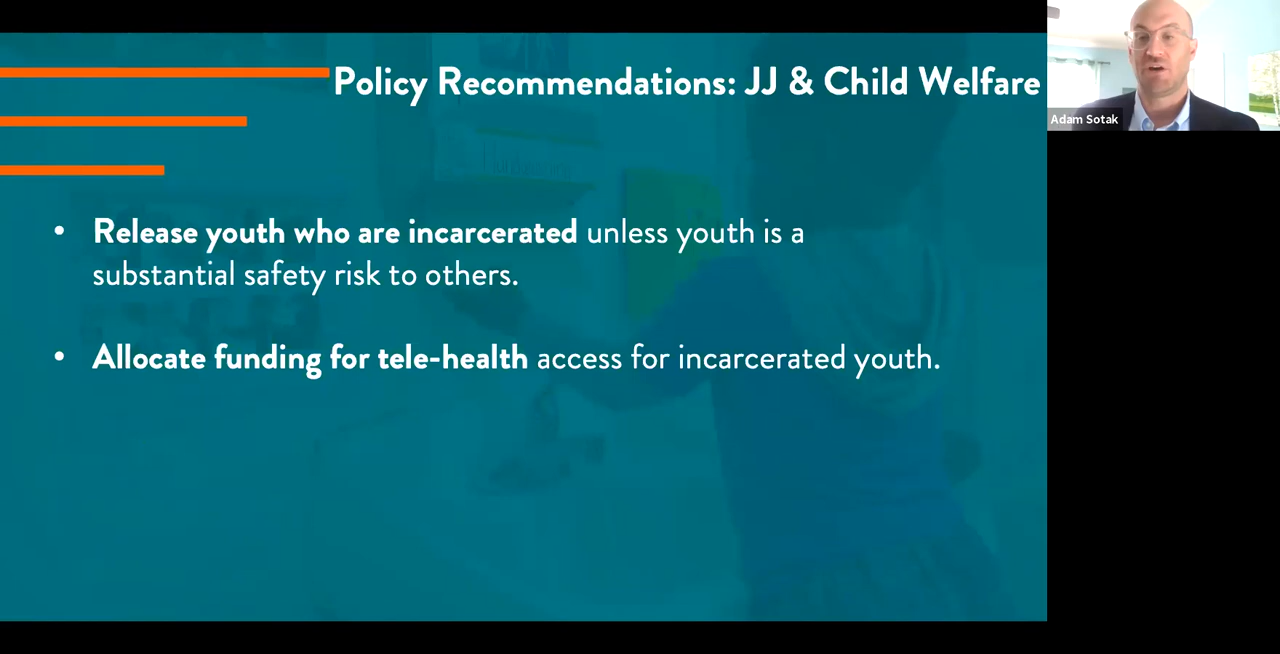 Policy Recommendations: JJ & Child Welfare
Adam Sotak
• Release youth who are incarcerated unless youth is a
substantial safety risk to others.
• Allocate funding for tele-health access for incarcerated youth.